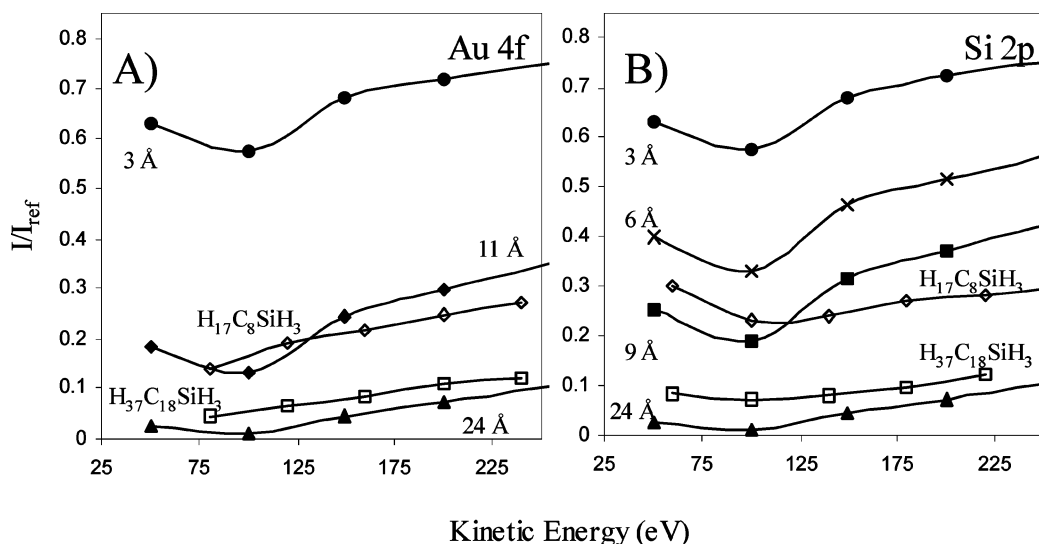 A) Au 4f
0.8
0.7
0.6
0.5
0.4
0.3
0.2
0.1
0
I/Iref
3 Å
11 Å
H17C8SiH3
H37C18SiH3
24 Å
25 75 125 175 225
B) Si 2p
0.8
0.7
0.6
0.5
0.4
0.3
0.2
0.1
0
3 Å
6 Å
H17C8SiH3
9 Å
H37C18SiH3
24 Å
25 75 125 175 225
Kinetic Energy (eV)